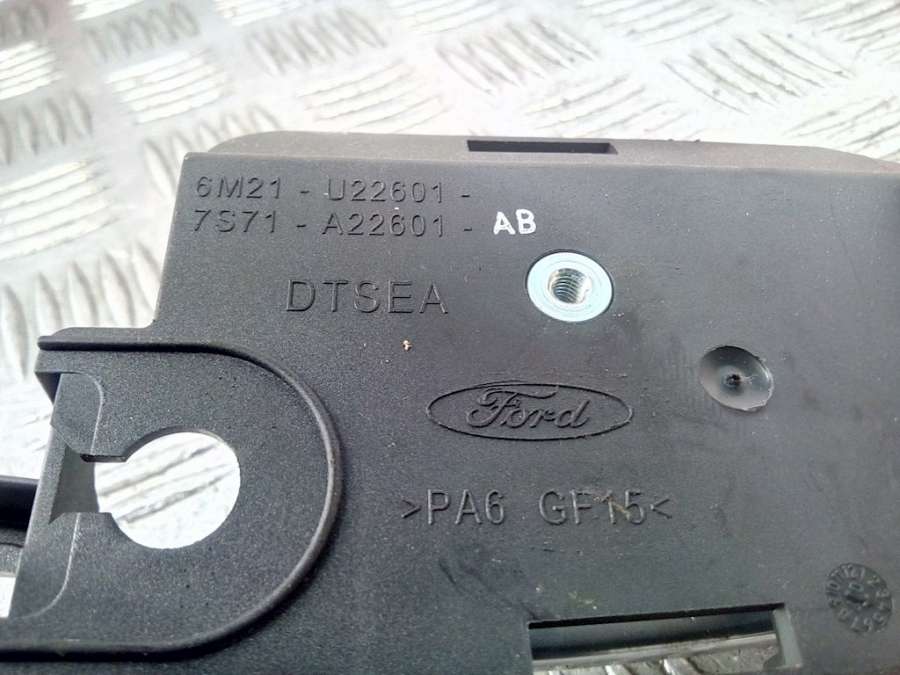 6M21 - U22601 -
7S71 - A22601 - AB
DTSEA
Ford
>PA6 GF15<